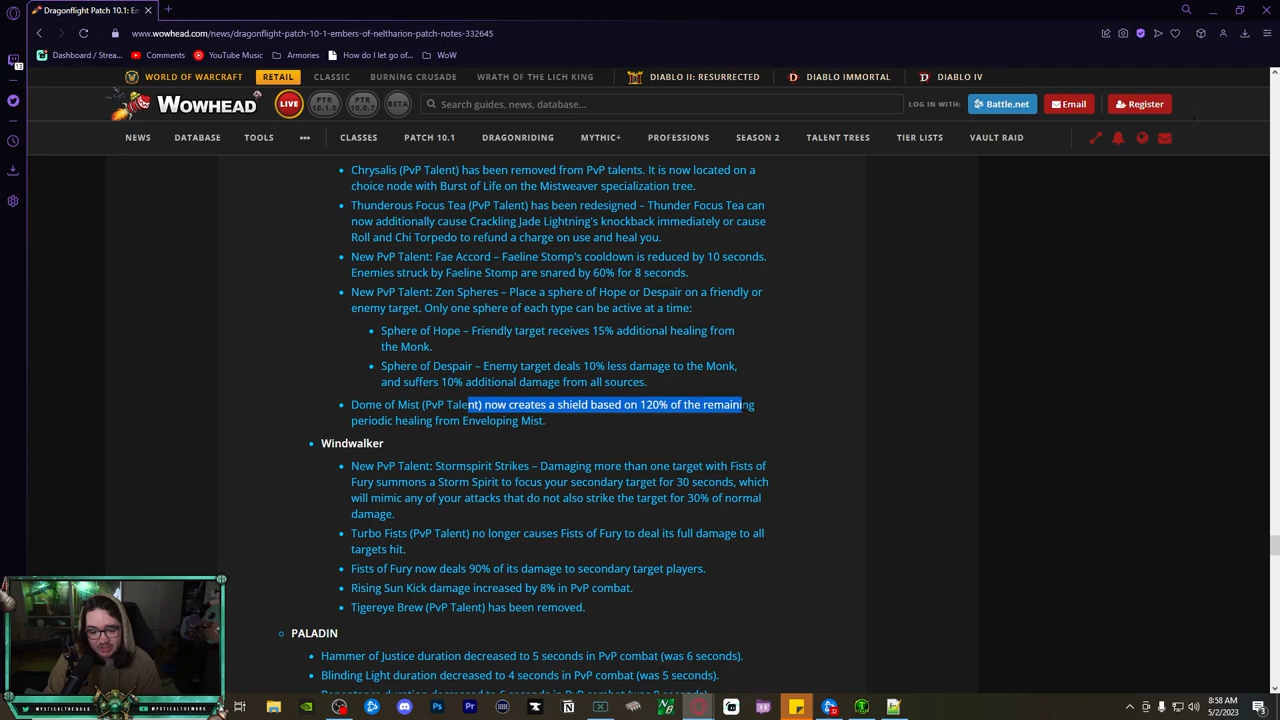 Dragonflight Patch 10.1: En
www.wowhead.com/news/dragonflight-patch-10-1-embers-of-neltharion-patch-notes-332645
Dashboard / Strea...
Comments
YouTube Music
Armories
How do I let go of...
WoW
13
WORLD OF WARCRAFT
RETAIL
CLASSIC
BURNING CRUSADE
WRATH OF THE LICH KING
DIABLO II: RESURRECTED
DIABLO IMMORTAL
DIABLO IV
WOWHEAD
LIVE
PTR 10.1.0
PTR 10.0.7
BETA
Search guides, news, database...
LOG IN WITH:
Battle.net
Email
Register
NEWS
DATABASE
TOOLS
CLASSES
PATCH 10.1
DRAGONRIDING
MYTHIC+
PROFESSIONS
SEASON 2
TALENT TREES
TIER LISTS
VAULT RAID
Chrysalis (PvP Talent) has been removed from PvP talents. It is now located on a
choice node with Burst of Life on the Mistweaver specialization tree.
Thunderous Focus Tea (PvP Talent) has been redesigned – Thunder Focus Tea can
now additionally cause Crackling Jade Lightning's knockback immediately or cause
Roll and Chi Torpedo to refund a charge on use and heal you.
New PvP Talent: Fae Accord – Faeline Stomp's cooldown is reduced by 10 seconds.
Enemies struck by Faeline Stomp are snared by 60% for 8 seconds.
New PvP Talent: Zen Spheres – Place a sphere of Hope or Despair on a friendly or
enemy target. Only one sphere of each type can be active at a time:
Sphere of Hope – Friendly target receives 15% additional healing from
the Monk.
Sphere of Despair – Enemy target deals 10% less damage to the Monk,
and suffers 10% additional damage from all sources.
Dome of Mist (PvP Talent) now creates a shield based on 120% of the remaining
periodic healing from Enveloping Mist.
Windwalker
New PvP Talent: Stormspirit Strikes – Damaging more than one target with Fists of
Fury summons a Storm Spirit to focus your secondary target for 30 seconds, which
will mimic any of your attacks that do not also strike the target for 30% of normal
damage.
Turbo Fists (PvP Talent) no longer causes Fists of Fury to deal its full damage to all
targets hit.
Fists of Fury now deals 90% of its damage to secondary target players.
Rising Sun Kick damage increased by 8% in PvP combat.
Tigereye Brew (PvP Talent) has been removed.
PALADIN
Hammer of Justice duration decreased to 5 seconds in PvP combat (was 6 seconds).
Blinding Light duration decreased to 4 seconds in PvP combat (was 5 seconds).
MYSTICALTHEGOLD
MYSTICALTHEMONK
8:58 AM
5/2/2023